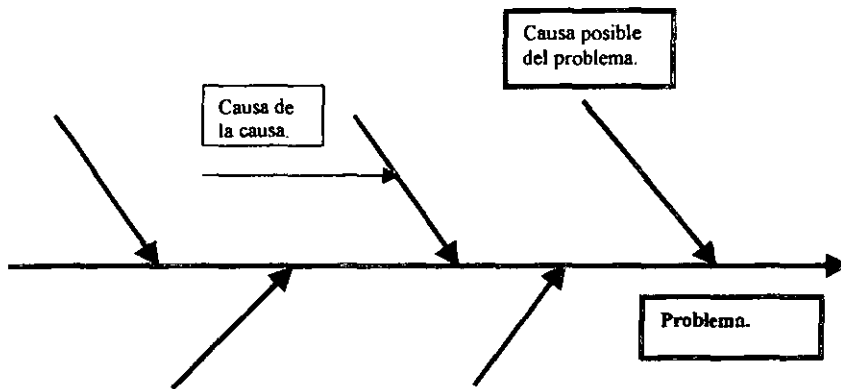 Causa posible
del problema.
Causa de
la causa.
Problema.